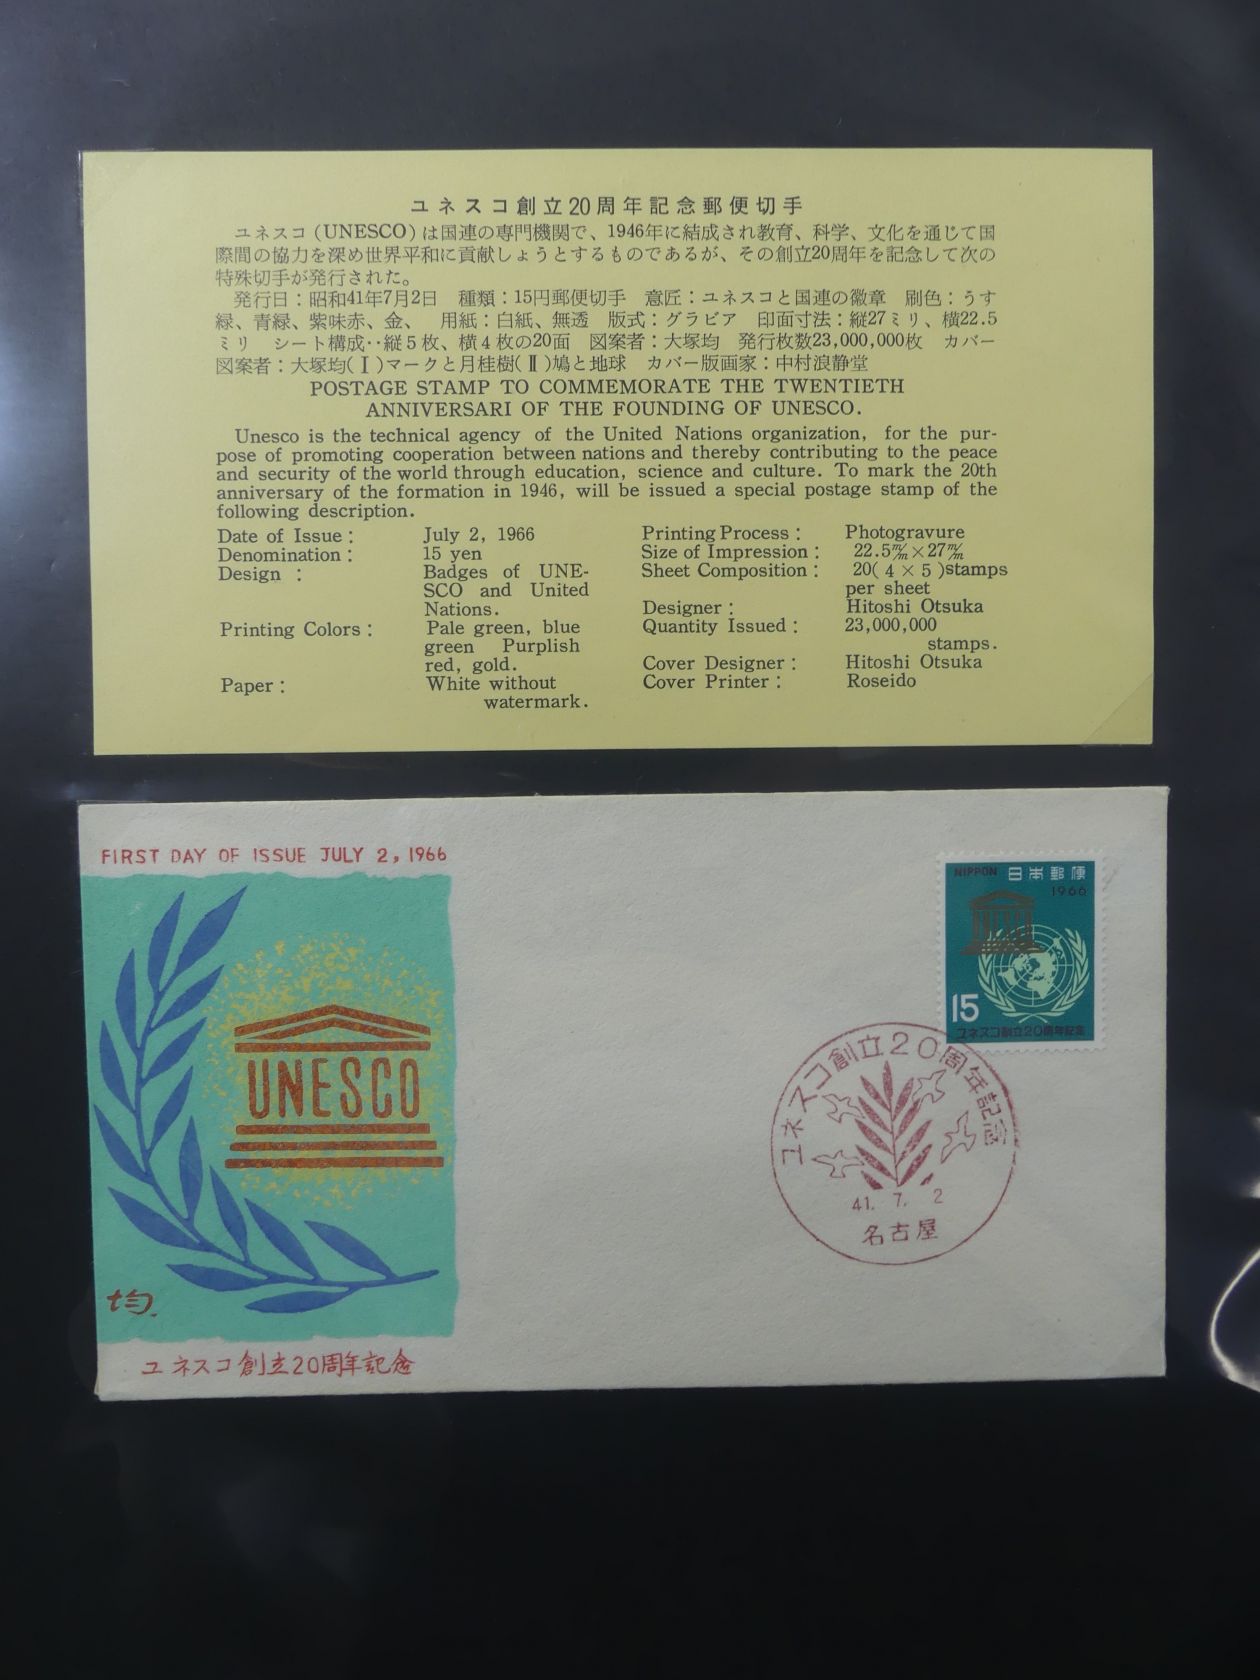 ユネスコ創立20周年記念郵便切手
ユネスコ(UNESCO)は国連の専門機関で、1946年に結成され教育、科学、文化を通じて国
際間の協力を深め世界平和に貢献しょうとするものであるが、その創立20周年を記念して次の
特殊切手が発行された。
発行日：昭和41年7月2日　種類：15円郵便切手　意匠：ユネスコと国連の徽章　刷色：うす
緑、青緑、紫味赤、金、　用紙：白紙、無透　版式：グラビア　印面寸法：縦27ミリ、横22.5
ミリ　シート構成‥縦5枚、横4枚の20面　図案者：大塚均　発行枚数23,000,000枚　カバー
図案者：大塚均(Ⅰ)マークと月桂樹(Ⅱ)鳩と地球　カバー版画家：中村浪静堂
POSTAGE STAMP TO COMMEMORATE THE TWENTIETH
ANNIVERSARI OF THE FOUNDING OF UNESCO.
Unesco is the technical agency of the United Nations organization, for the pur-
pose of promoting cooperation between nations and thereby contributing to the peace
and security of the world through education, science and culture. To mark the 20th
anniversary of the formation in 1946, will be issued a special postage stamp of the
following description.
Date of Issue : July 2, 1966
Denomination : 15 yen
Design : Badges of UNE-
SCO and United
Nations.
Printing Colors : Pale green, blue
green Purplish
red, gold.
Paper : White without
watermark.
Printing Process : Photogravure
Size of Impression : 22.5m/m×27m/m
Sheet Composition : 20( 4 × 5 )stamps
per sheet
Designer : Hitoshi Otsuka
Quantity Issued : 23,000,000
stamps.
Cover Designer : Hitoshi Otsuka
Cover Printer : Roseido
FIRST DAY OF ISSUE JULY 2, 1966
UNESCO
均
ユネスコ創立20周年記念
NIPPON 日本郵便
1966
15
ユネスコ創立20周年記念
ユネスコ創立20周年記念
41. 7. 2
名古屋